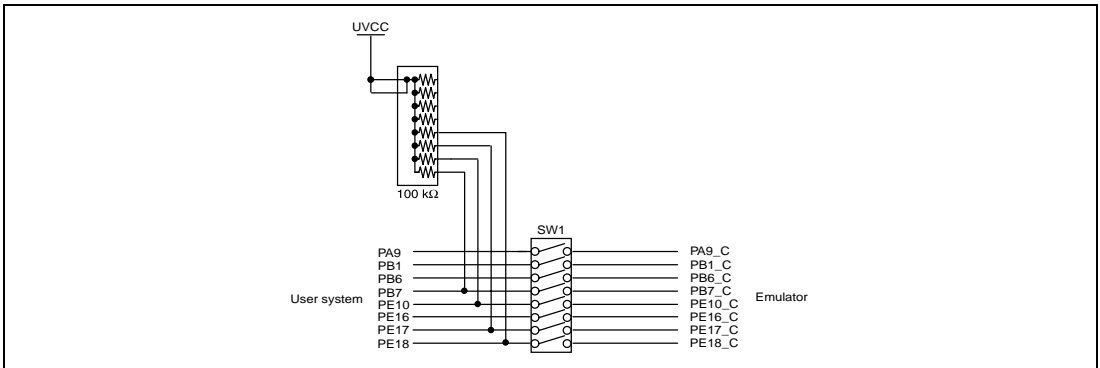 UVCC
100 kΩ
SW1
PA9
PB1
PB6
PB7
PE10
PE16
PE17
PE18
User system
PA9_C
PB1_C
PB6_C
PB7_C
PE10_C
PE16_C
PE17_C
PE18_C
Emulator